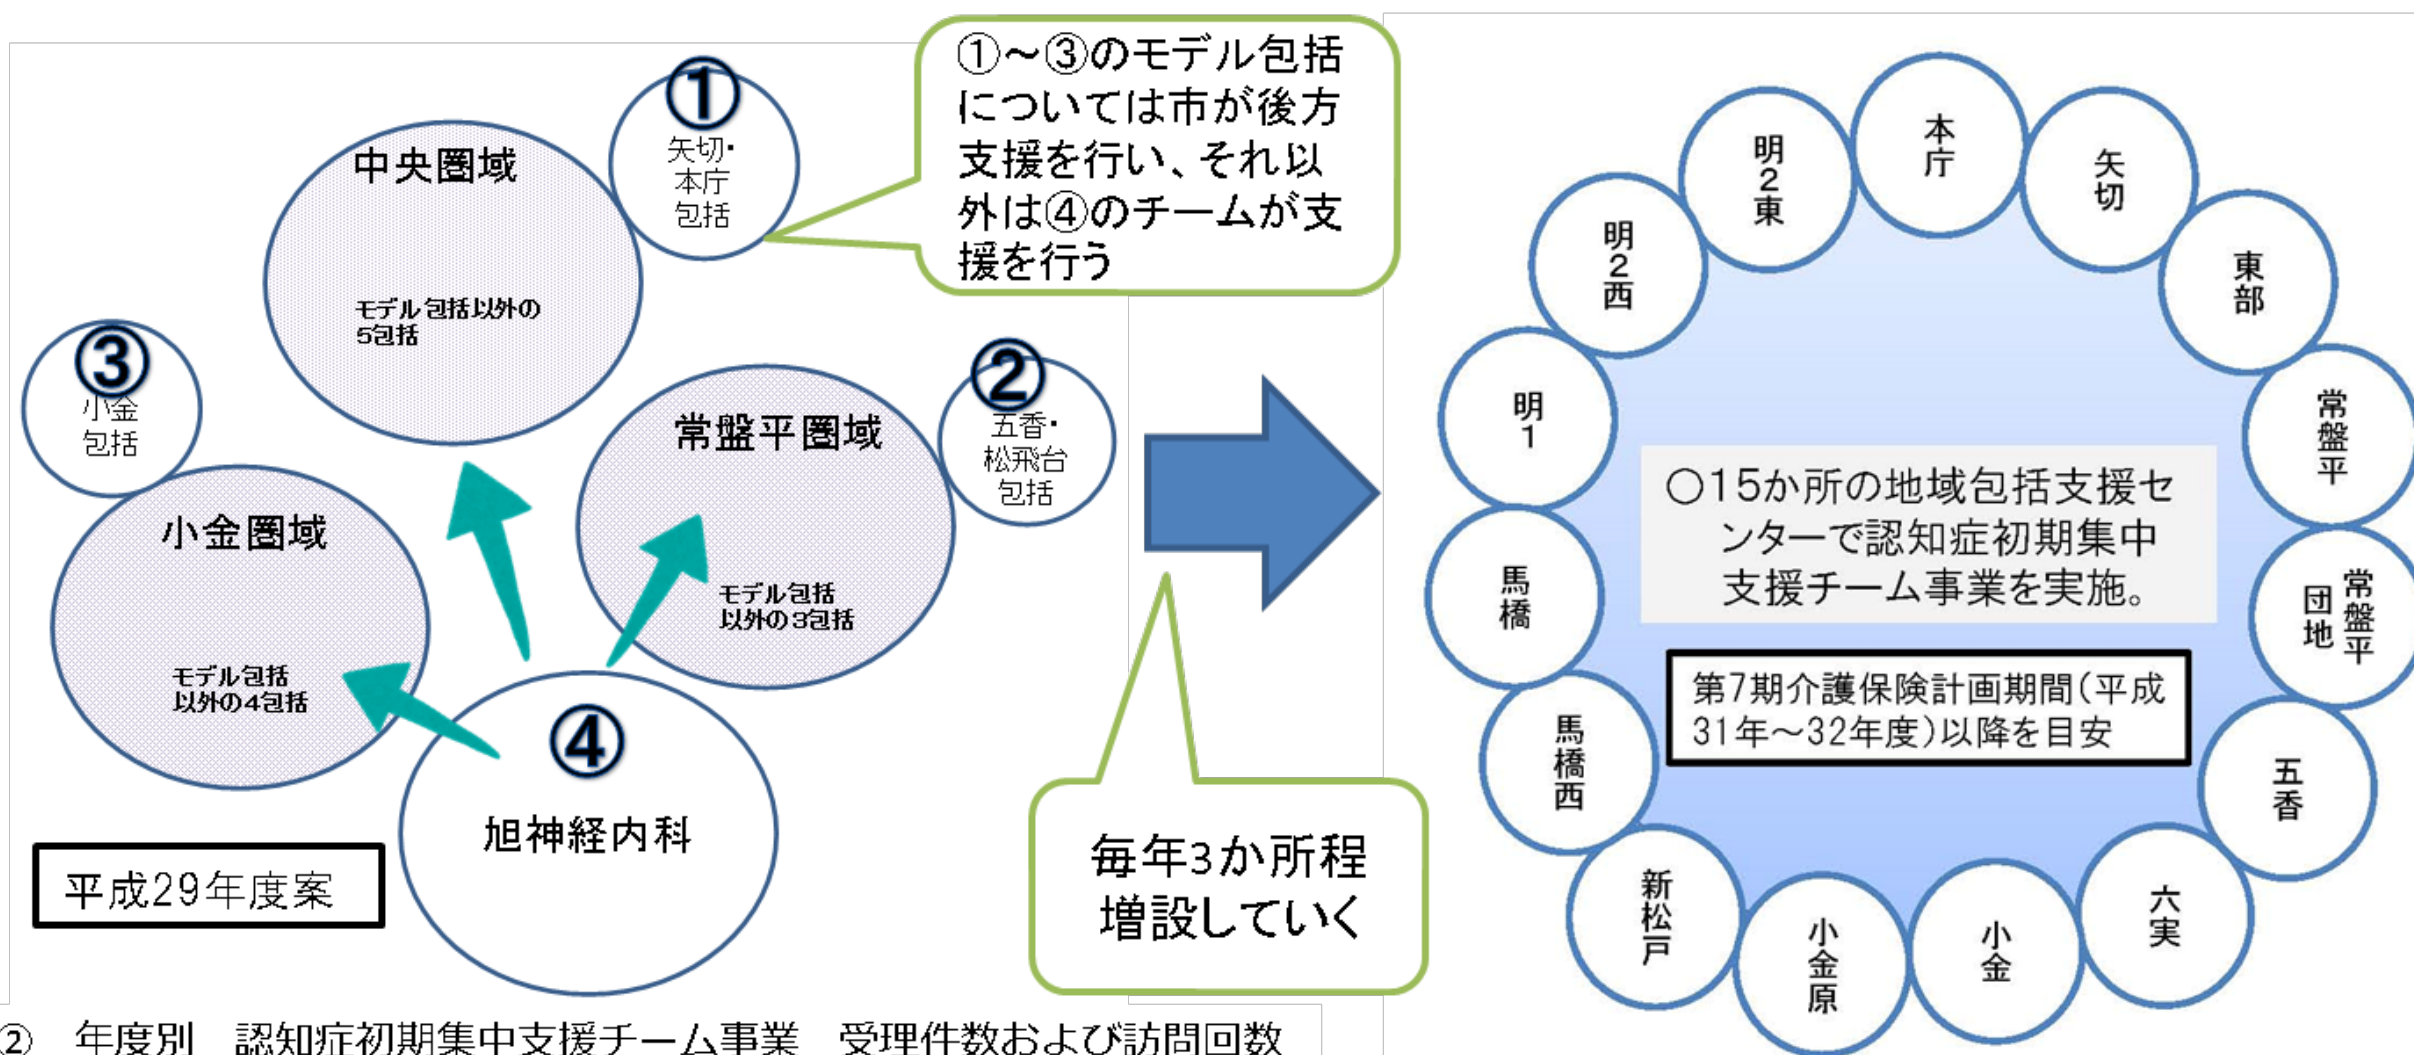 ①～③のモデル包括
については市が後方
支援を行い、それ以
外は④のチームが支
援を行う
①
矢切・
本庁
包括
中央圏域
モデル包括以外の
5包括
③
小金
包括
②
五香・
松飛台
包括
常盤平圏域
モデル包括
以外の3包括
小金圏域
モデル包括
以外の4包括
④
旭神経内科
平成29年度案
毎年3か所程
増設していく
本庁
矢切
東部
常盤平
常盤平
団地
五香
六実
小金
小金原
新松戸
馬橋西
馬橋
明1
明2西
明2東
○15か所の地域包括支援セ
ンターで認知症初期集中
支援チーム事業を実施。
第7期介護保険計画期間(平成
31年～32年度)以降を目安
② 年度別 認知症初期集中支援チーム事業 受理件数および訪問回数